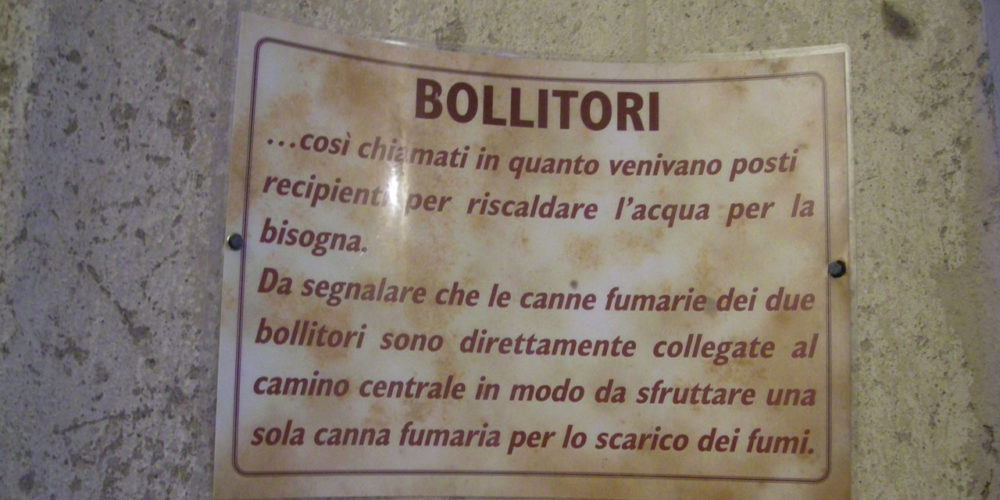 BOLLITORI
...così chiamati in quanto venivano posti
recipienti per riscaldare l'acqua per la
bisogna.
Da segnalare che le canne fumarie dei due
bollitori sono direttamente collegate al
camino centrale in modo da sfruttare una
sola canna fumaria per lo scarico dei fumi.